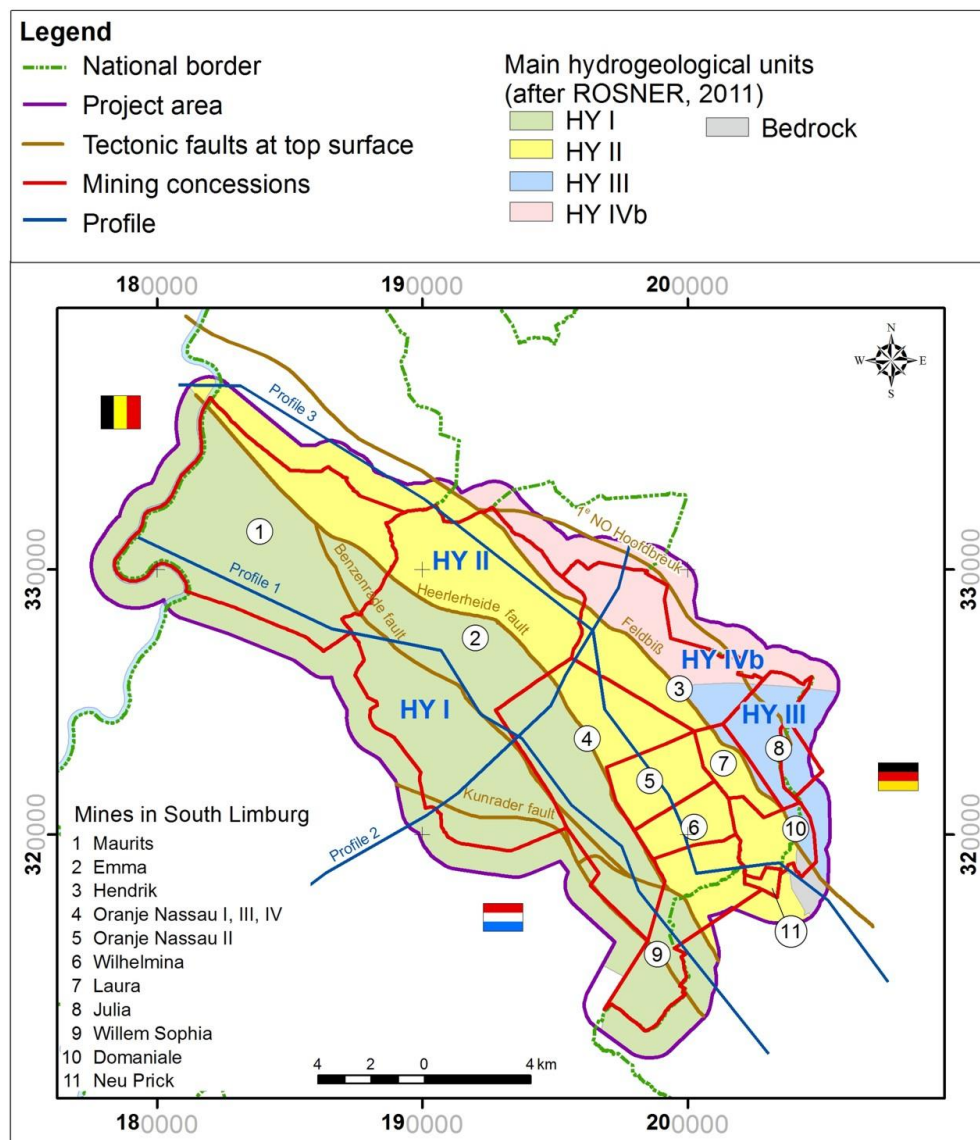 Legend
National border
Project area
Tectonic faults at top surface
Mining concessions
Profile
Main hydrogeological units
(after ROSNER, 2011)
HY I
HY II
HY III
HY IVb
Bedrock
180000
190000
200000
N
W
E
S
330000
330000
320000
320000
Profile 3
1° NO Hoofdbreuk
1
HY II
Benzenrade fault
Heerlerheide fault
Profile 1
2
Feldbiß
HY IVb
3
HY I
HY III
4
8
7
5
Kunrader fault
6
10
Profile 2
11
9
Mines in South Limburg
1 Maurits
2 Emma
3 Hendrik
4 Oranje Nassau I, III, IV
5 Oranje Nassau II
6 Wilhelmina
7 Laura
8 Julia
9 Willem Sophia
10 Domaniale
11 Neu Prick
4 2 0 4 km
180000
190000
200000